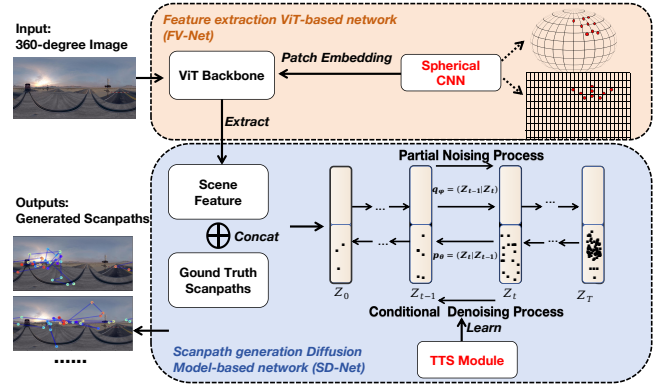 Feature extraction ViT-based network
(FV-Net)
Input:
360-degree Image
ViT Backbone
Patch Embedding
Spherical
CNN
Extract
Scene
Feature
Concat
Gound Truth
Scanpaths
Outputs:
Generated Scanpaths
......
Partial Noising Process
qφ = (Zt−1|Zt)
... ...
... ...
pθ = (Zt|Zt−1)
Z0 Zt−1 Zt ZT
Conditional Denoising Process
Learn
TTS Module
Scanpath generation Diffusion
Model-based network (SD-Net)